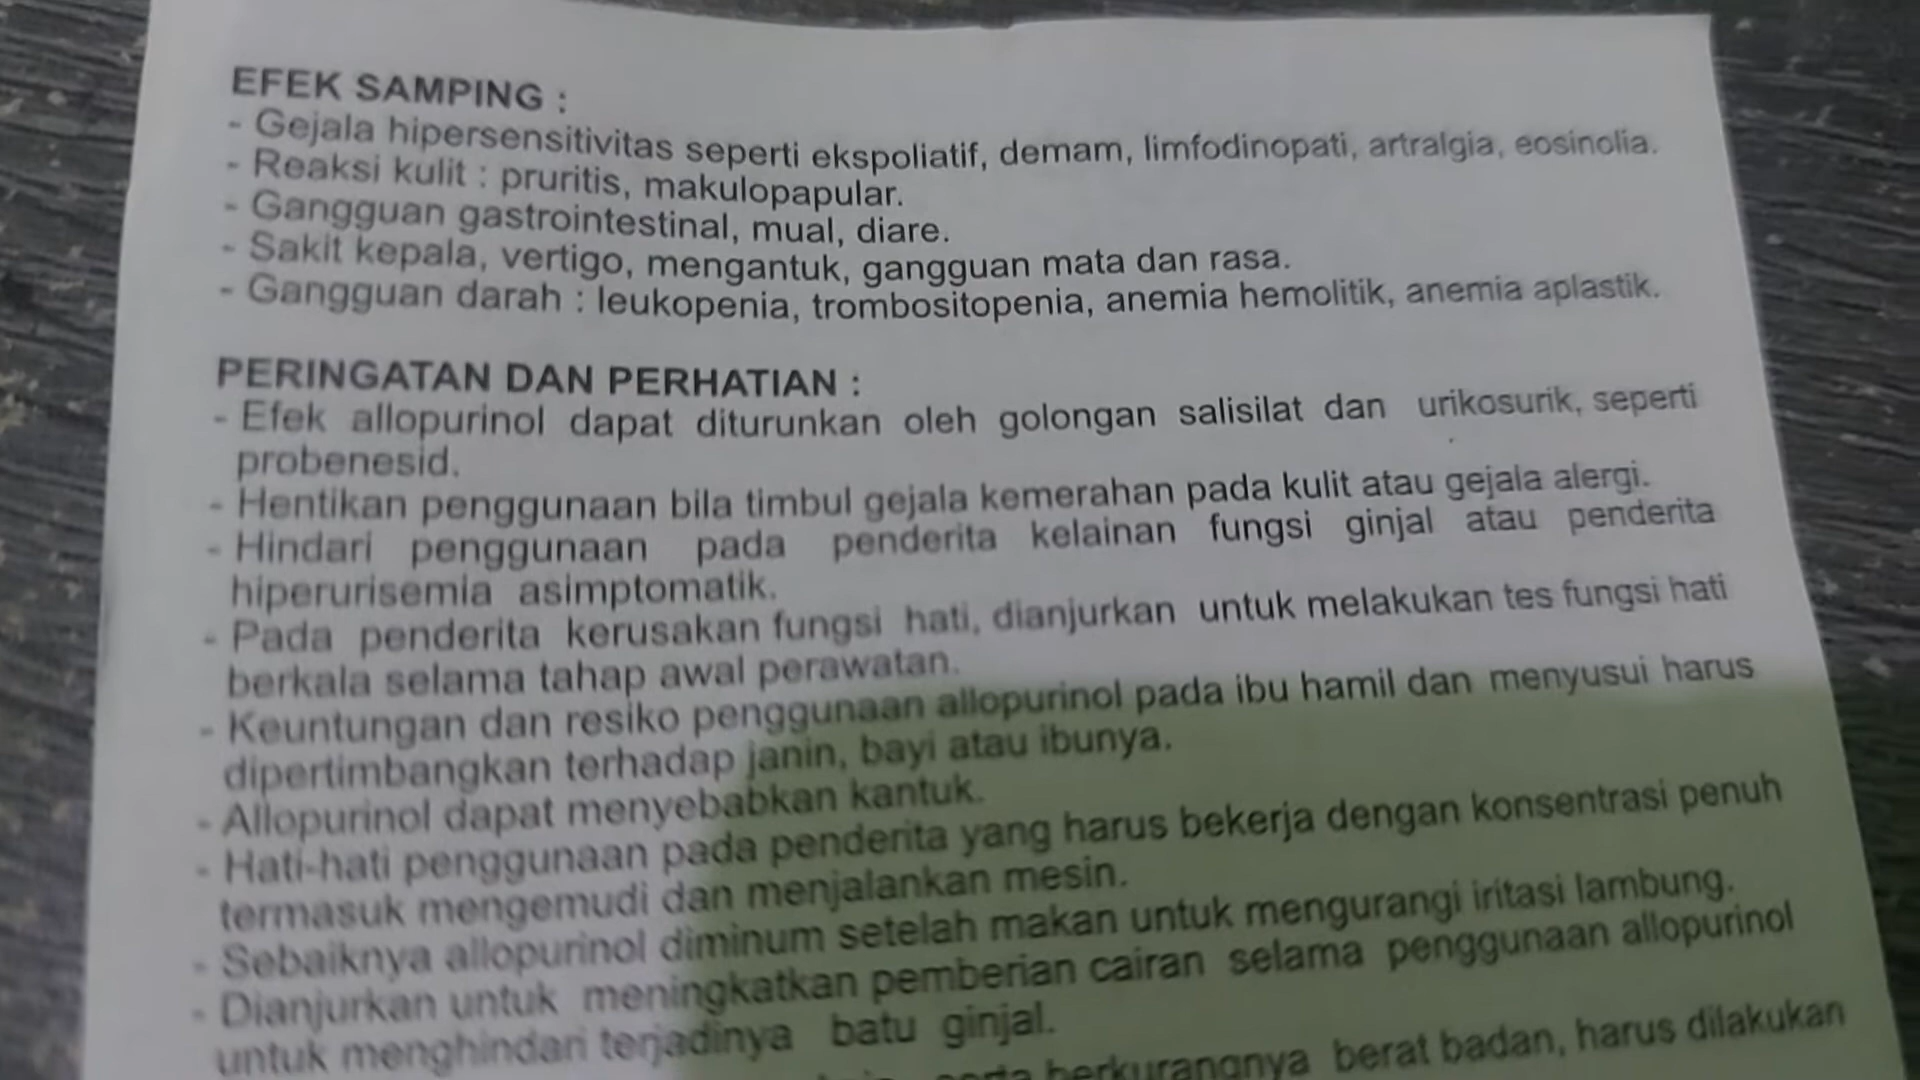 EFEK SAMPING :
- Gejala hipersensitivitas seperti ekspoliatif, demam, limfodinopati, artralgia, eosinolia.
- Reaksi kulit : pruritis, makulopapular.
- Gangguan gastrointestinal, mual, diare.
- Sakit kepala, vertigo, mengantuk, gangguan mata dan rasa.
- Gangguan darah : leukopenia, trombositopenia, anemia hemolitik, anemia aplastik.
PERINGATAN DAN PERHATIAN :
- Efek allopurinol dapat diturunkan oleh golongan salisilat dan urikosurik, seperti
probenesid.
- Hentikan penggunaan bila timbul gejala kemerahan pada kulit atau gejala alergi.
- Hindari penggunaan pada penderita kelainan fungsi ginjal atau penderita
hiperurisemia asimptomatik.
- Pada penderita kerusakan fungsi hati, dianjurkan untuk melakukan tes fungsi hati
berkala selama tahap awal perawatan.
- Keuntungan dan resiko penggunaan allopurinol pada ibu hamil dan menyusui harus
dipertimbangkan terhadap janin, bayi atau ibunya.
- Allopurinol dapat menyebabkan kantuk.
- Hati-hati penggunaan pada penderita yang harus bekerja dengan konsentrasi penuh
termasuk mengemudi dan menjalankan mesin.
- Sebaiknya allopurinol diminum setelah makan untuk mengurangi iritasi lambung.
- Dianjurkan untuk meningkatkan pemberian cairan selama penggunaan allopurinol
untuk menghindari terjadinya batu ginjal.
serta berkurangnya berat badan, harus dilakukan